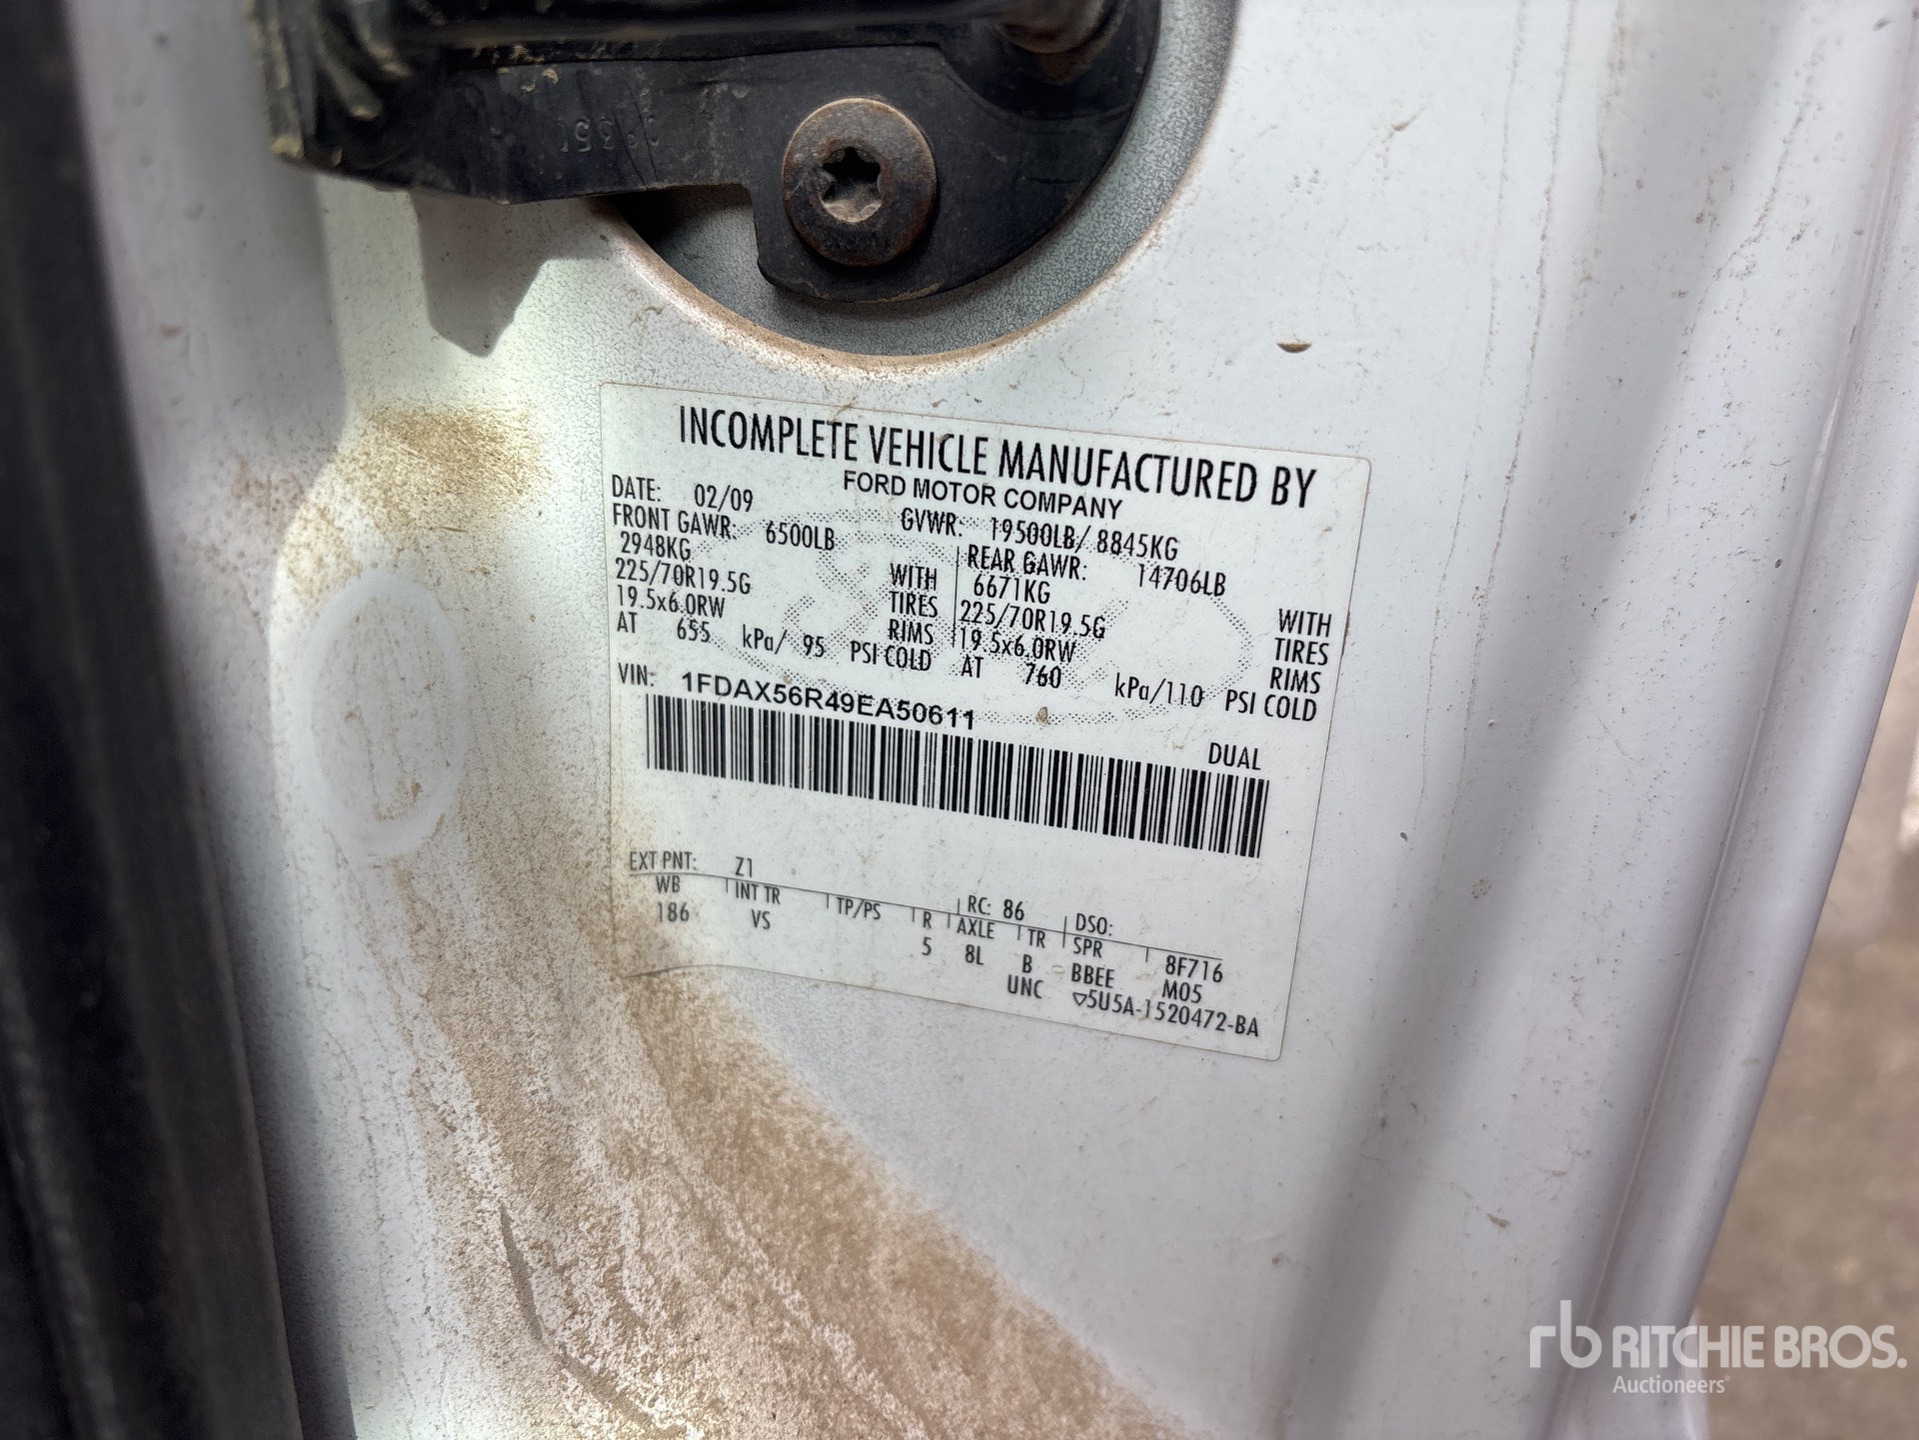 INCOMPLETE VEHICLE MANUFACTURED BY
FORD MOTOR COMPANY
DATE: 02/09 GVWR: 19500LB/ 8845KG
FRONT GAWR: 6500LB REAR GAWR: 14706LB
2948KG WITH 6671KG WITH
225/70R19.5G TIRES 225/70R19.5G TIRES
19.5x6.0RW RIMS 19.5x6.0RW RIMS
AT 655 kPa/ 95 PSI COLD AT 760 kPa/110 PSI COLD
VIN: 1FDAX56R49EA50611
DUAL
EXT PNT: Z1 RC: 86 DSO:
WB INT TR TP/PS R AXLE TR SPR 8F716
186 VS 5 8L B BBEE M05
UNC ▽5U5A-1520472-BA
rb RITCHIE BROS.
Auctioneers